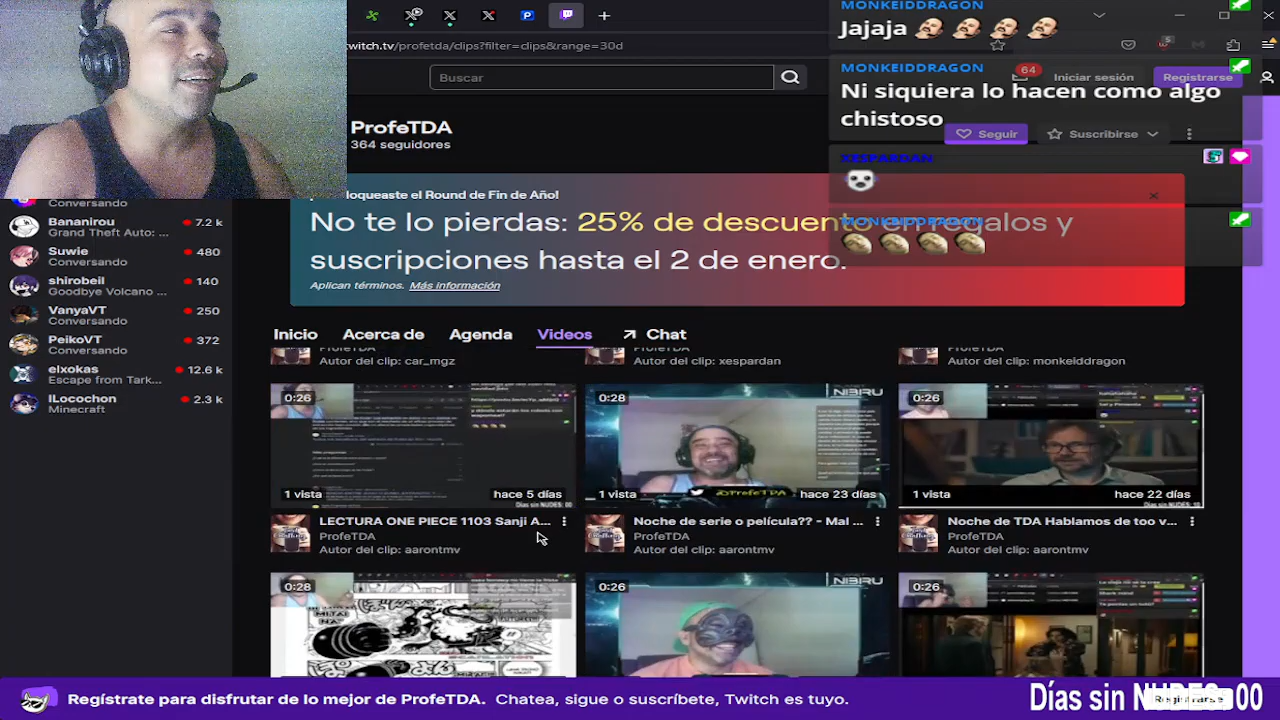 MONKEIDDRAGON
Jajaja
twitch.tv/profetda/clips?filter=clips&range=30d
MONKEIDDRAGON
Buscar
64
Iniciar sesión
Registrarse
Ni siquiera lo hacen como algo
chistoso
ProfeTDA
364 seguidores
Seguir
Suscribirse
XESPARDAN
loqueaste el Round de Fin de Año!
No te lo pierdas: 25% de descuento en regalos y
suscripciones hasta el 2 de enero.
Aplican términos. Más información
MONKEIDDRAGON
Conversando
Bananirou
7.2 k
Grand Theft Auto: ...
Suwie
480
Conversando
shirobeil
140
Goodbye Volcano ...
VanyaVT
250
Conversando
PeikoVT
372
Conversando
elxokas
12.6 k
Escape from Tark...
ILocochon
2.3 k
Minecraft
Inicio
Acerca de
Agenda
Videos
Chat
Autor del clip: car_mgz
Autor del clip: xespardan
Autor del clip: monkeiddragon
0:26
1 vista
hace 5 días
LECTURA ONE PIECE 1103 Sanji A...
ProfeTDA
Autor del clip: aarontmv
0:28
NIBIRU
@ProfeTDA
1 vista
hace 23 días
Noche de serie o película?? - Mal ...
ProfeTDA
Autor del clip: aarontmv
0:26
1 vista
hace 22 días
Noche de TDA Hablamos de too v...
ProfeTDA
Autor del clip: aarontmv
0:28
0:26
NIBIRU
0:26
Regístrate para disfrutar de lo mejor de ProfeTDA. Chatea, sigue o suscríbete, Twitch es tuyo.
Registrarse
Días sin NUDES: 00